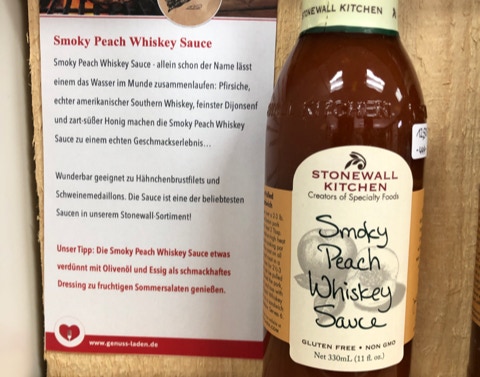 Smoky Peach Whiskey Sauce
Smoky Peach Whiskey Sauce - allein schon der Name lässt
einem das Wasser im Munde zusammenlaufen: Pfirsiche,
echter amerikanischer Southern Whiskey, feinster Dijonsenf
und zart-süßer Honig machen die Smoky Peach Whiskey
Sauce zu einem echten Geschmackserlebnis...
Wunderbar geeignet zu Hähnchenbrustfilets und
Schweinemedaillons. Die Sauce ist eine der beliebtesten
Saucen in unserem Stonewall-Sortiment!
Unser Tipp: Die Smoky Peach Whiskey Sauce etwas
verdünnt mit Olivenöl und Essig als schmackhaftes
Dressing zu fruchtigen Sommersalaten genießen.
www.genuss-laden.de
STONEWALL KITCHEN
STONEWALL
KITCHEN
Creators of Specialty Foods
Smoky
Peach
Whiskey
Sauce
GLUTEN FREE • NON GMO
Net 330mL (11 fl. oz.)